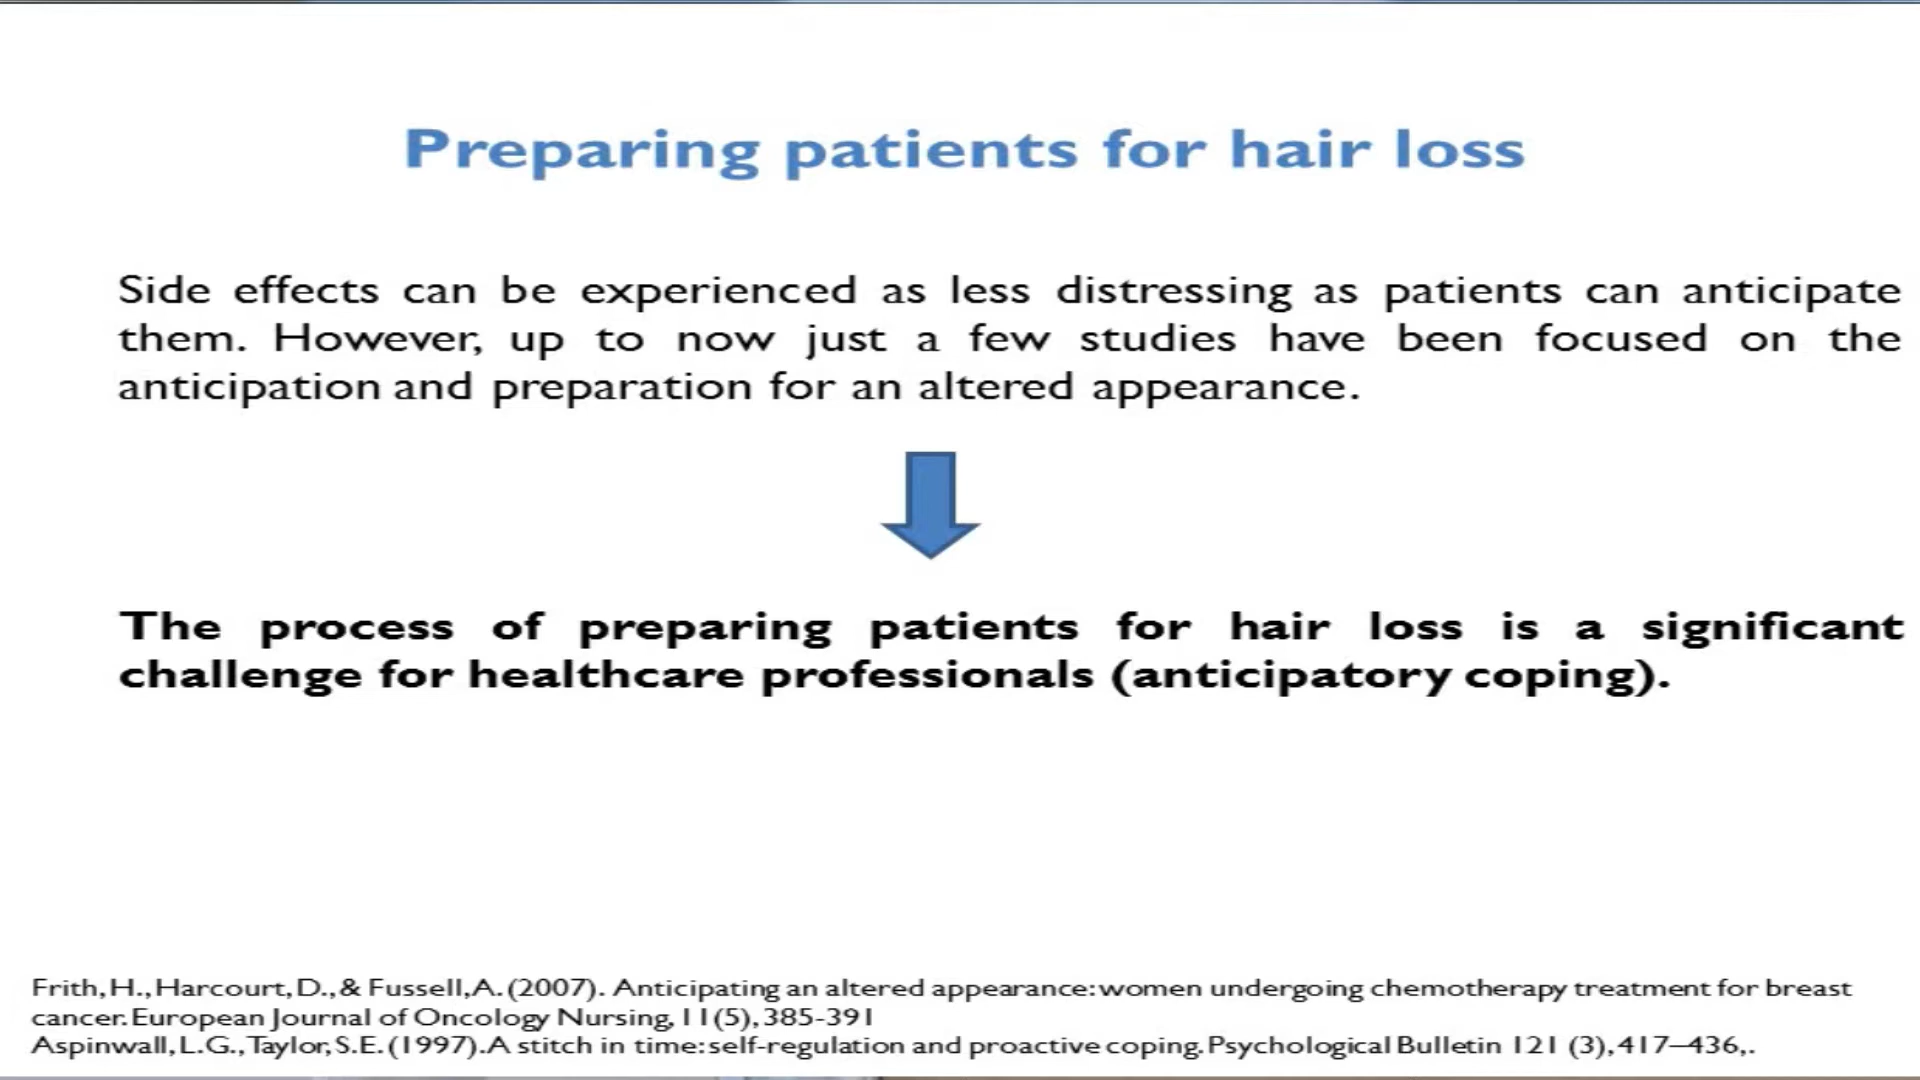 Preparing patients for hair loss
Side effects can be experienced as less distressing as patients can anticipate
them. However, up to now just a few studies have been focused on the
anticipation and preparation for an altered appearance.
The process of preparing patients for hair loss is a significant
challenge for healthcare professionals (anticipatory coping).
Frith, H., Harcourt, D., & Fussell, A. (2007). Anticipating an altered appearance: women undergoing chemotherapy treatment for breast
cancer. European Journal of Oncology Nursing, 11(5), 385-391
Aspinwall, L.G., Taylor, S.E. (1997). A stitch in time: self-regulation and proactive coping. Psychological Bulletin 121 (3), 417–436,.